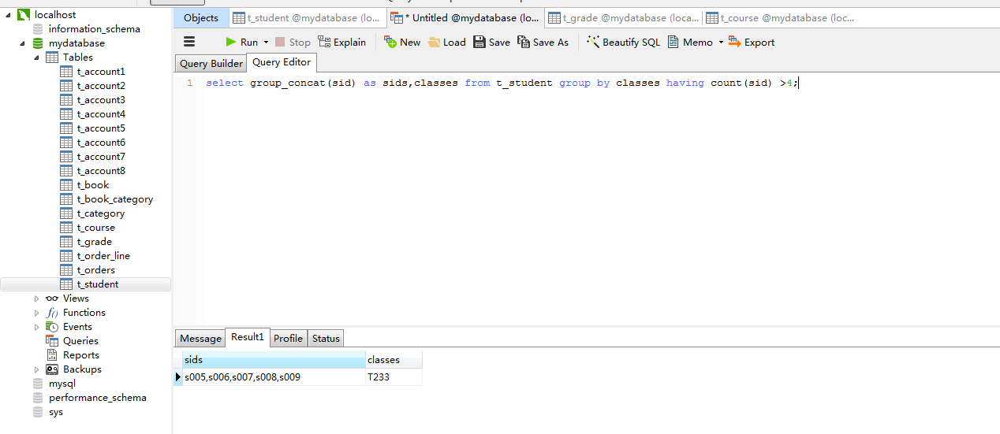 localhost
information_schema
mydatabase
Tables
t_account1
t_account2
t_account3
t_account4
t_account5
t_account6
t_account7
t_account8
t_book
t_book_category
t_category
t_course
t_grade
t_order_line
t_orders
t_student
Views
Functions
Events
Queries
Reports
Backups
mysql
performance_schema
sys
Objects t_student @mydatabase (lo... * Untitled @mydatabase (lo... t_grade @mydatabase (loca... t_course @mydatabase (loc...
Run Stop Explain New Load Save Save As Beautify SQL Memo Export
Query Builder Query Editor
1 select group_concat(sid) as sids,classes from t_student group by classes having count(sid) >4;
Message Result1 Profile Status
sids classes
s005,s006,s007,s008,s009 T233